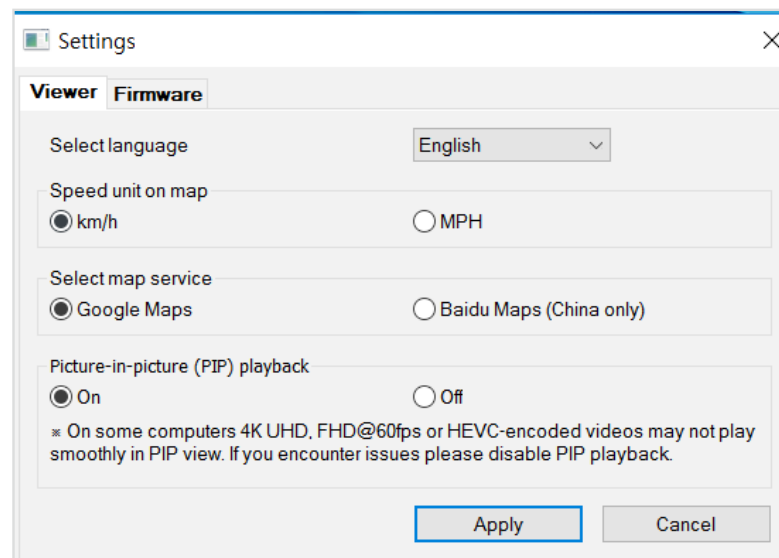 Settings
Viewer Firmware
Select language English
Speed unit on map
km/h MPH
Select map service
Google Maps Baidu Maps (China only)
Picture-in-picture (PIP) playback
On Off
※ On some computers 4K UHD, FHD@60fps or HEVC-encoded videos may not play
smoothly in PIP view. If you encounter issues please disable PIP playback.
Apply Cancel